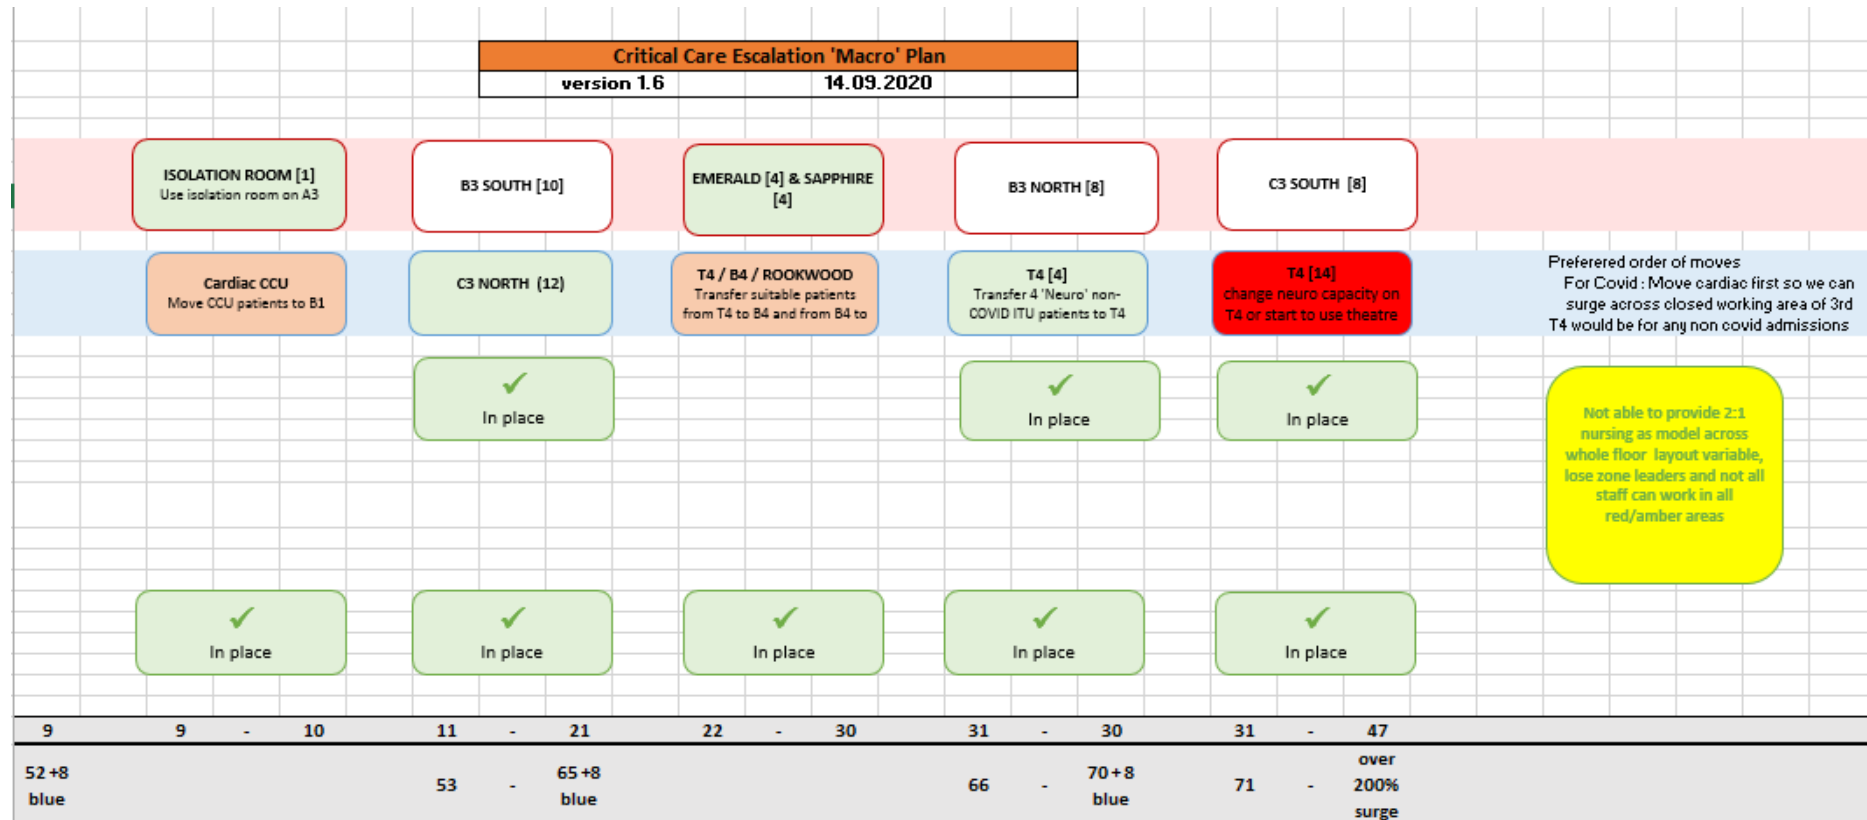 Critical Care Escalation 'Macro' Plan
version 1.6 14.09.2020
ISOLATION ROOM [1]
Use isolation room on A3
B3 SOUTH [10]
EMERALD [4] & SAPPHIRE
[4]
B3 NORTH [8]
C3 SOUTH [8]
Cardiac CCU
Move CCU patients to B1
C3 NORTH (12)
T4 / B4 / ROOKWOOD
Transfer suitable patients
from T4 to B4 and from B4 to
T4 [4]
Transfer 4 'Neuro' non-
COVID ITU patients to T4
T4 [14]
change neuro capacity on
T4 or start to use theatre
Preferered order of moves
For Covid : Move cardiac first so we can
surge across closed working area of 3rd
T4 would be for any non covid admissions
✓
In place
✓
In place
✓
In place
Not able to provide 2:1
nursing as model across
whole floor layout variable,
lose zone leaders and not all
staff can work in all
red/amber areas
✓
In place
✓
In place
✓
In place
✓
In place
✓
In place
9 9 - 10 11 - 21 22 - 30 31 - 30 31 - 47
52 +8
blue
53 - 65 +8
blue
66 - 70 + 8
blue
71 - over
200%
surge